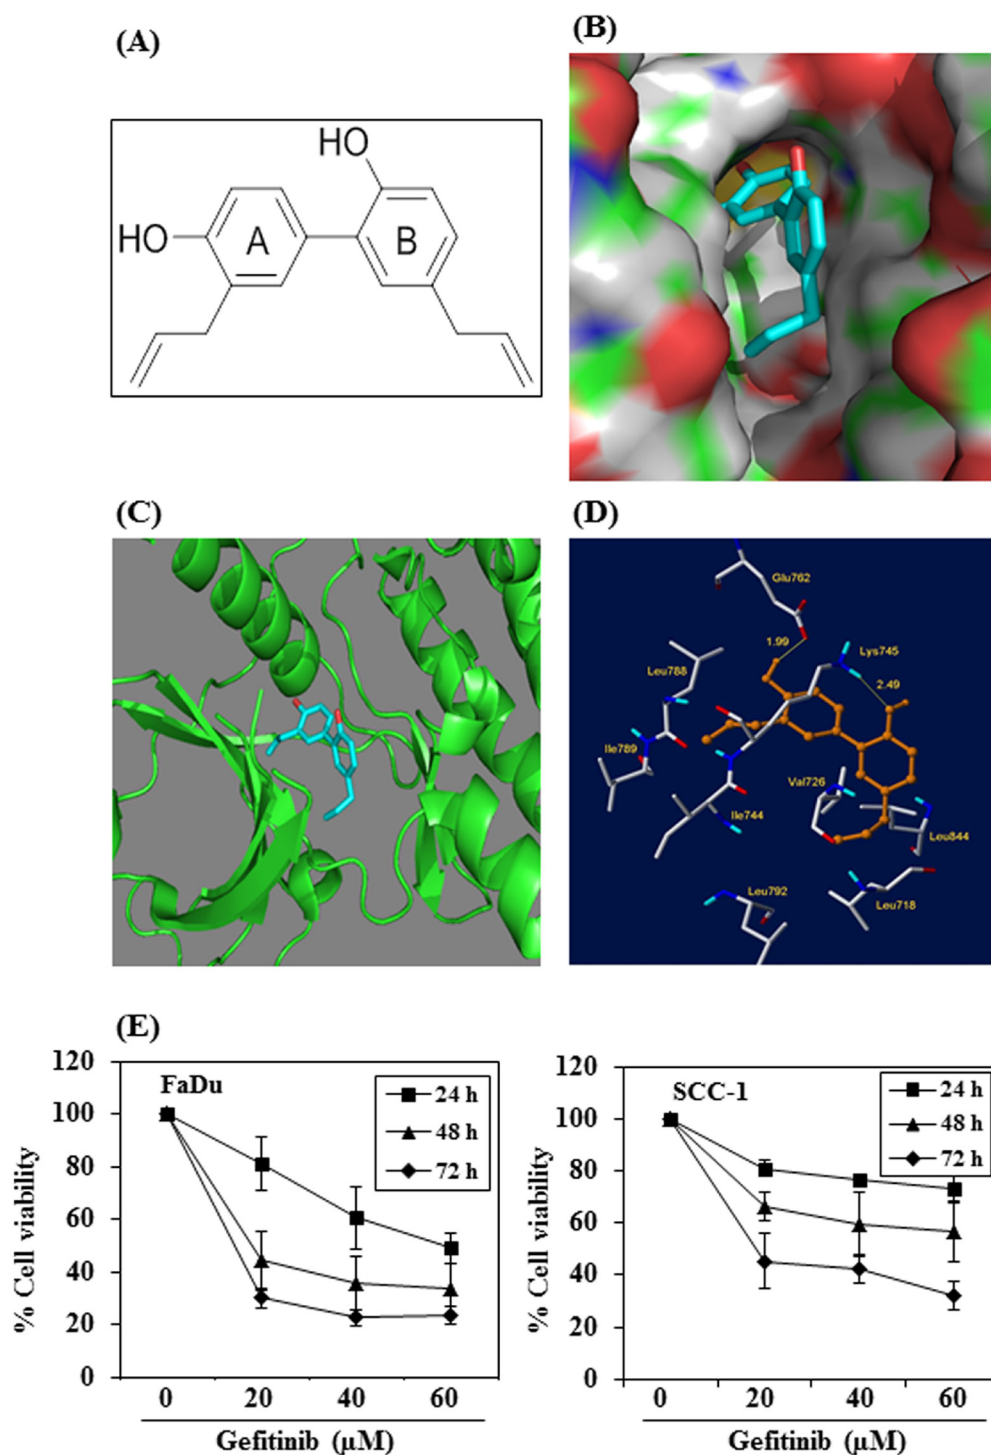 (A)
(B)
HO
HO
A
B
(C)
(D)
Glu762
1.99
Lys745
Leu788
2.49
Ile789
Val726
Ile744
Leu844
Leu792
Leu718
(E)
120
100
80
60
40
20
0
% Cell viability
FaDu
24 h
48 h
72 h
0 20 40 60
Gefitinib (µM)
120
100
80
60
40
20
0
% Cell viability
SCC-1
24 h
48 h
72 h
0 20 40 60
Gefitinib (µM)